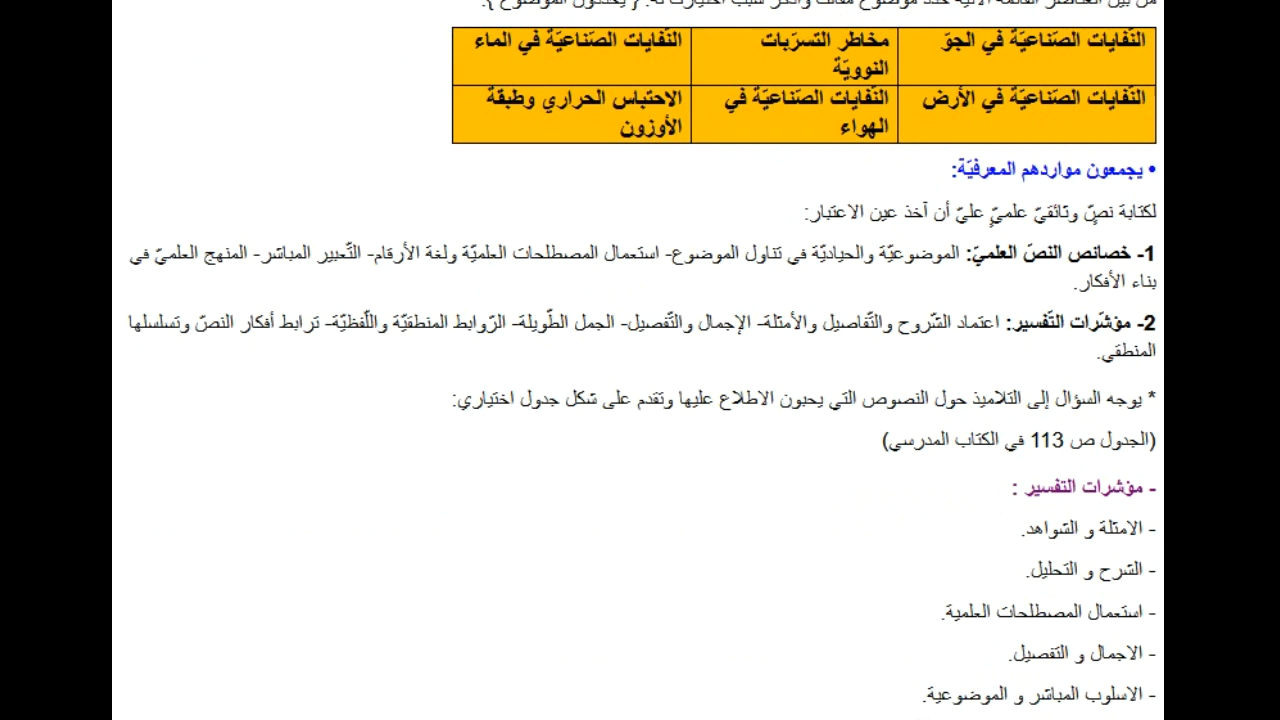 النّفايات الصّناعيّة في الجوّ
مخاطر التّسرّبات
النّوويّة
النّفايات الصّناعيّة في الماء
النّفايات الصّناعيّة في الأرض
النّفايات الصّناعيّة في
الهواء
الاحتباس الحراري وطبقة
الأوزون
• يجمعون مواردهم المعرفيّة:
لكتابة نصٍّ وثائقيّ علميٍّ عليّ أن آخذ عين الاعتبار:
1- خصائص النصّ العلميّ: الموضوعيّة والحياديّة في تناول الموضوع- استعمال المصطلحات العلميّة ولغة الأرقام- التّعبير المباشر- المنهج العلميّ في
بناء الأفكار.
2- مؤشّرات التّفسير: اعتماد الشّروح والتّفاصيل والأمثلة- الإجمال والتّفصيل- الجمل الطّويلة- الرّوابط المنطقيّة واللّفظيّة- ترابط أفكار النصّ وتسلسلها
المنطقي.
* يوجه السؤال إلى التلاميذ حول النصوص التي يحبون الاطلاع عليها وتقدم على شكل جدول اختياري:
(الجدول ص 113 في الكتاب المدرسي)
- مؤشرات التفسير :
- الامثلة و الشواهد.
- الشرح و التحليل.
- استعمال المصطلحات العلمية.
- الاجمال و التفصيل.
- الاسلوب المباشر و الموضوعية.